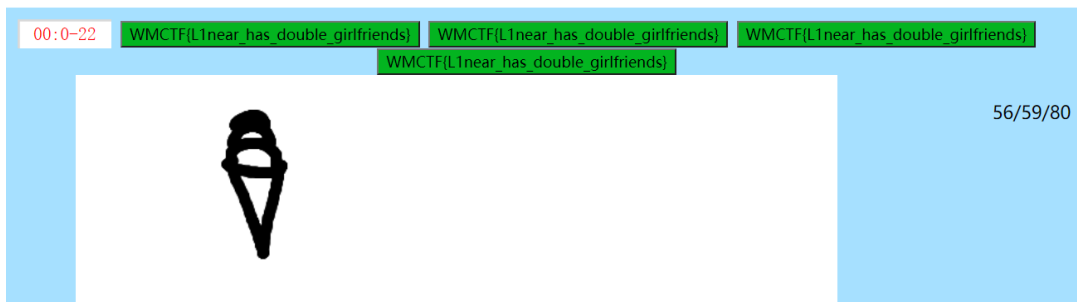 00:0-22 WMCTF{L1near_has_double_girlfriends} WMCTF{L1near_has_double_girlfriends} WMCTF{L1near_has_double_girlfriends}
WMCTF{L1near_has_double_girlfriends}
56/59/80